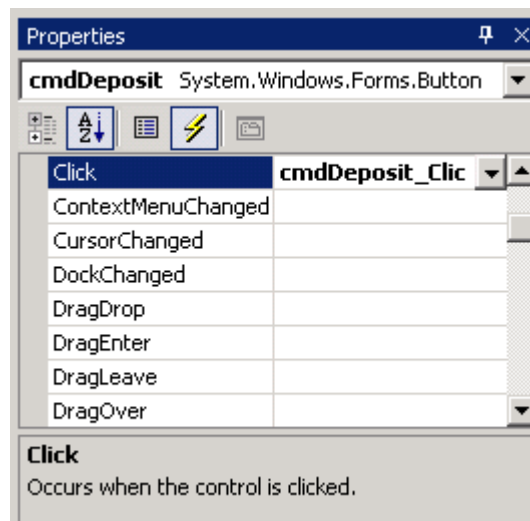 Properties
cmdDeposit System.Windows.Forms.Button
Click cmdDeposit_Clic
ContextMenuChanged
CursorChanged
DockChanged
DragDrop
DragEnter
DragLeave
DragOver
Click
Occurs when the control is clicked.